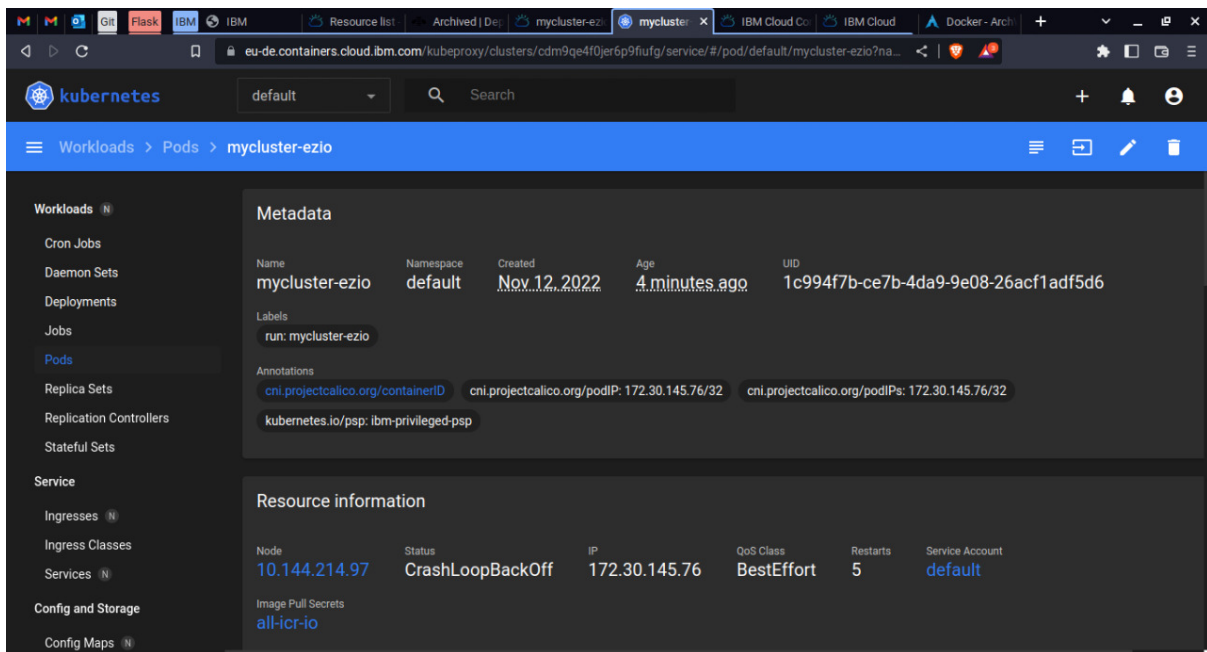 Git Flask IBM IBM Resource list Archived | Dep mycluster-ezi mycluster IBM Cloud Co IBM Cloud Docker - Arch
eu-de.containers.cloud.ibm.com/kubeproxy/clusters/cdm9qe4f0jer6p9fiufg/service/#/pod/default/mycluster-ezio?na...
kubernetes default Search
Workloads > Pods > mycluster-ezio
Workloads N
Cron Jobs
Daemon Sets
Deployments
Jobs
Pods
Replica Sets
Replication Controllers
Stateful Sets
Service
Ingresses N
Ingress Classes
Services N
Config and Storage
Config Maps N
Metadata
Name Namespace Created Age UID
mycluster-ezio default Nov 12, 2022 4 minutes ago 1c994f7b-ce7b-4da9-9e08-26acf1adf5d6
Labels
run: mycluster-ezio
Annotations
cni.projectcalico.org/containerID cni.projectcalico.org/podIP: 172.30.145.76/32 cni.projectcalico.org/podIPs: 172.30.145.76/32
kubernetes.io/psp: ibm-privileged-psp
Resource information
Node Status IP QoS Class Restarts Service Account
10.144.214.97 CrashLoopBackOff 172.30.145.76 BestEffort 5 default
Image Pull Secrets
all-icr-io